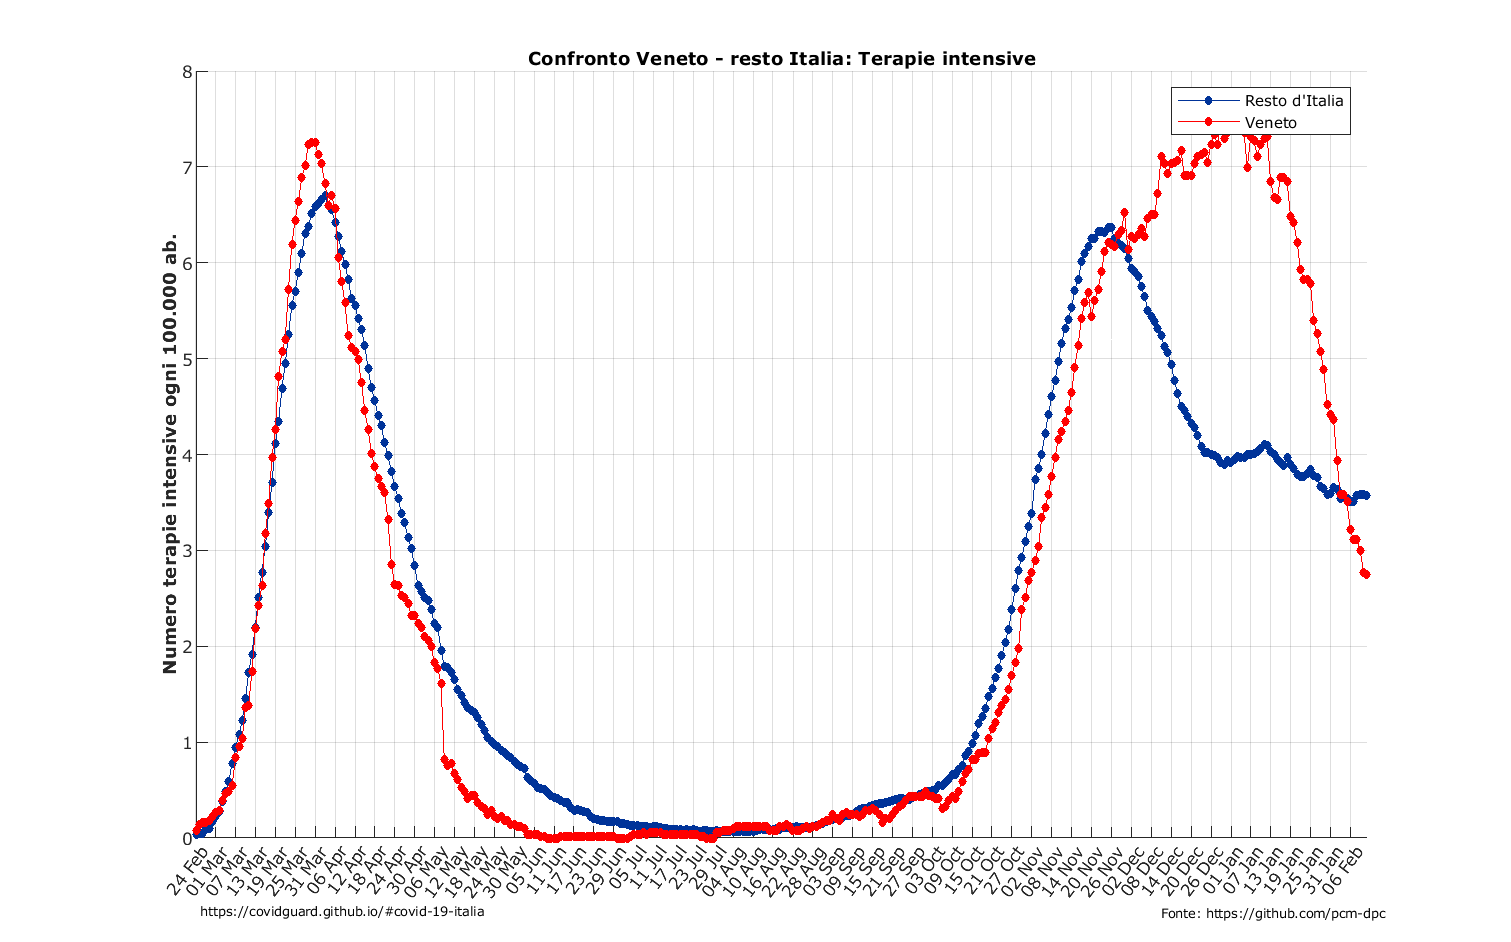 Confronto Veneto - resto Italia: Terapie intensive
Resto d'Italia
Veneto
Numero terapie intensive ogni 100.000 ab.
8
7
6
5
4
3
2
1
0
24 Feb
01 Mar
07 Mar
13 Mar
19 Mar
25 Mar
31 Mar
06 Apr
12 Apr
18 Apr
24 Apr
30 Apr
06 May
12 May
18 May
24 May
30 May
05 Jun
11 Jun
17 Jun
23 Jun
29 Jun
05 Jul
11 Jul
17 Jul
23 Jul
29 Jul
04 Aug
10 Aug
16 Aug
22 Aug
28 Aug
03 Sep
09 Sep
15 Sep
21 Sep
27 Sep
03 Oct
09 Oct
15 Oct
21 Oct
27 Oct
02 Nov
08 Nov
14 Nov
20 Nov
26 Nov
02 Dec
08 Dec
14 Dec
20 Dec
26 Dec
01 Jan
07 Jan
13 Jan
19 Jan
25 Jan
31 Jan
06 Feb
https://covidguard.github.io/#covid-19-italia
Fonte: https://github.com/pcm-dpc